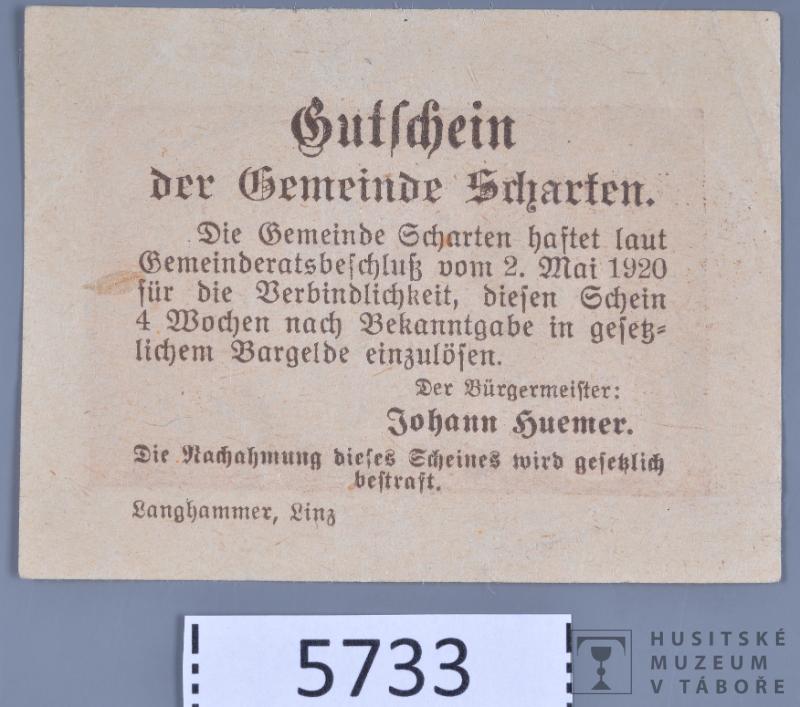 Gutschein
der Gemeinde Scharten.
Die Gemeinde Scharten haftet laut
Gemeinderatsbeschluß vom 2. Mai 1920
für die Verbindlichkeit, diesen Schein
4 Wochen nach Bekanntgabe in gesetz-
lichem Bargelde einzulösen.
Der Bürgermeister:
Johann Huemer.
Die Nachahmung dieses Scheines wird gesetzlich
bestraft.
Langhammer, Linz
5733
HUSITSKÉ
MUZEUM
V TÁBOŘE